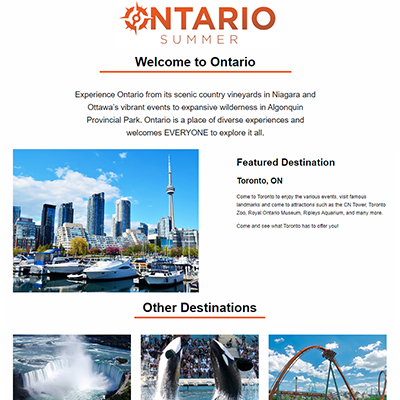 ONTARIO
SUMMER
Welcome to Ontario
Experience Ontario from its scenic country vineyards in Niagara and
Ottawa's vibrant events to expansive wilderness in Algonquin
Provincial Park. Ontario is a place of diverse experiences and
welcomes EVERYONE to explore it all.
Featured Destination
Toronto, ON
Come to Toronto to enjoy the various events, visit famous
landmarks and come to attractions such as the CN Tower, Toronto
Zoo, Royal Ontario Museum, Ripleys Aquarium, and many more.
Come and see what Toronto has to offer you!
Other Destinations